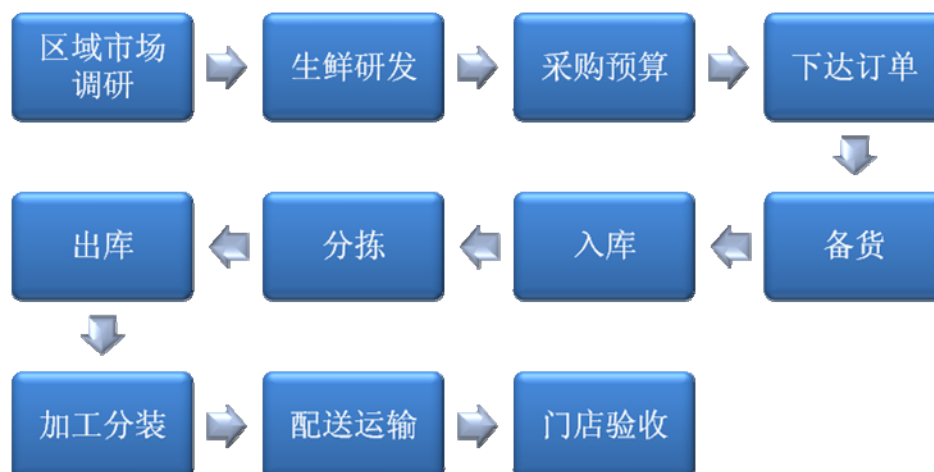 区域市场
调研
生鲜研发
采购预算
下达订单
备货
入库
分拣
出库
加工分装
配送运输
门店验收